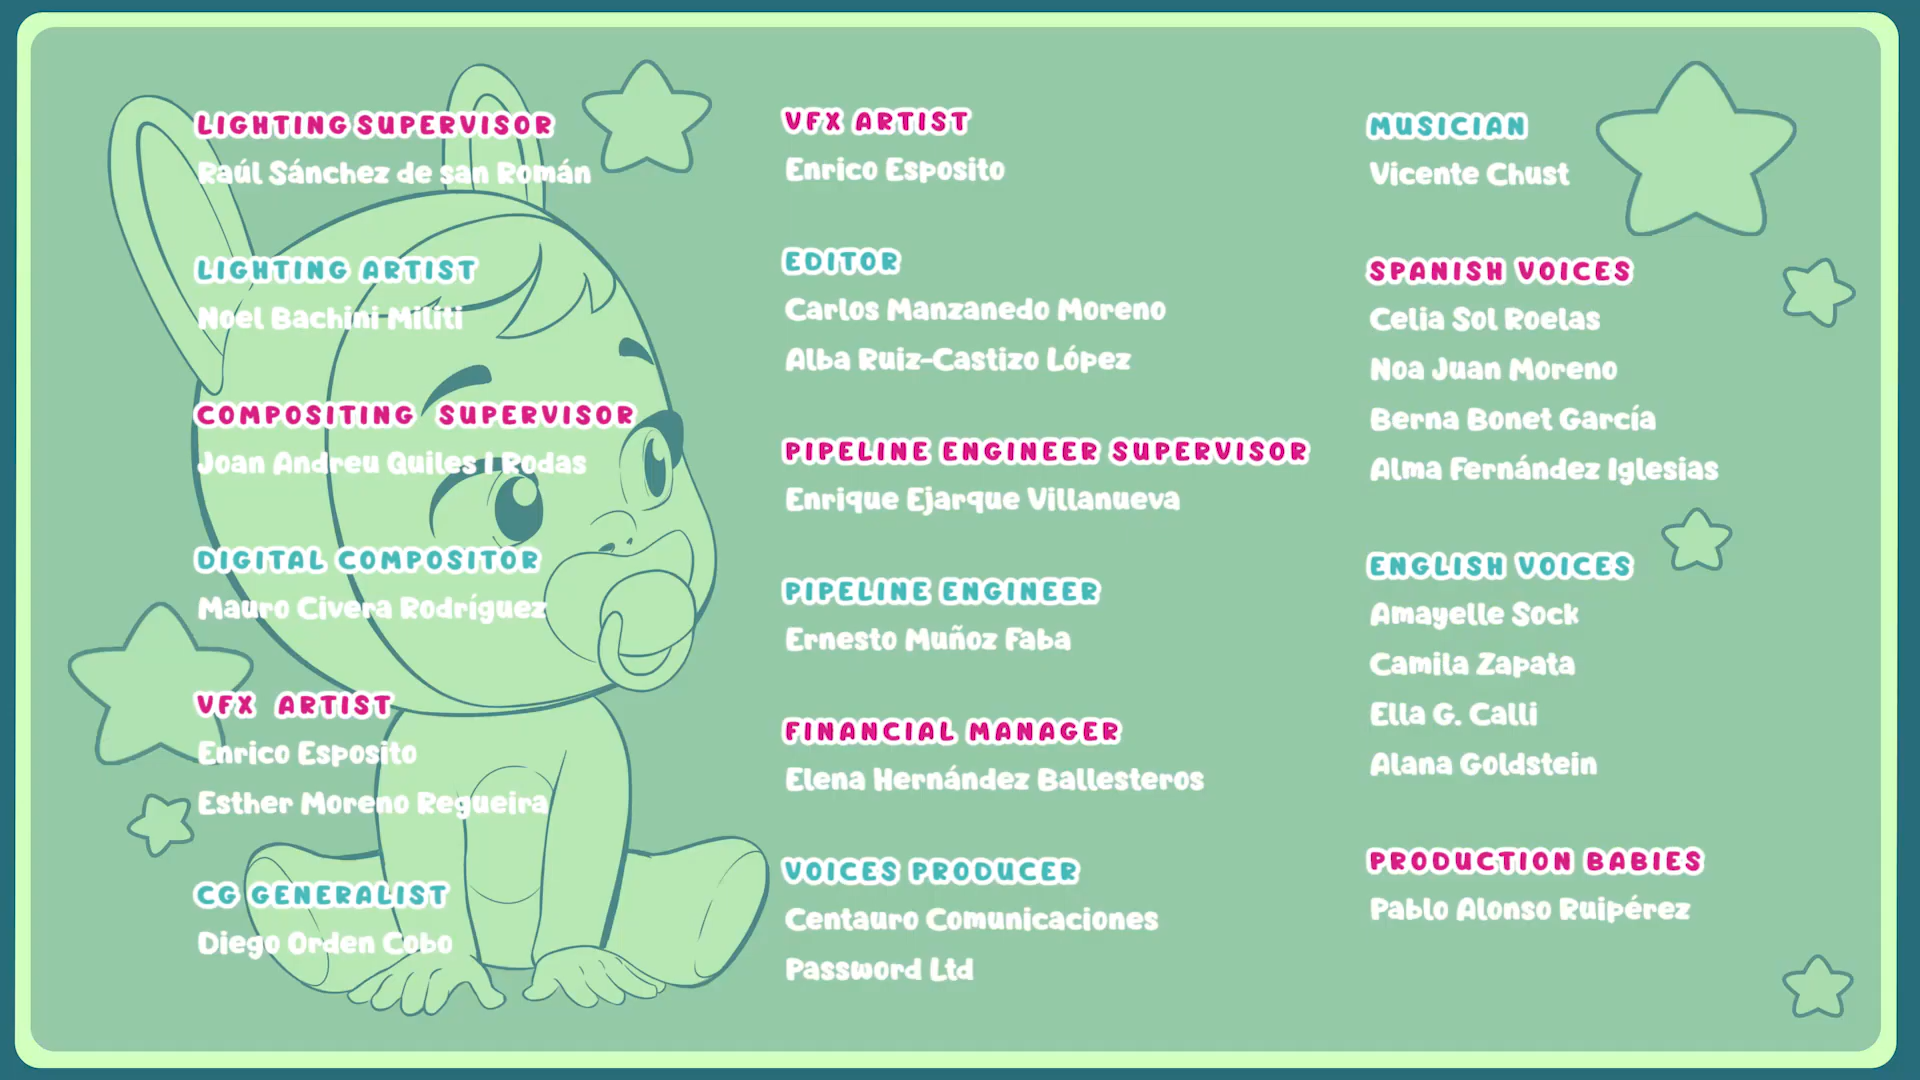 LIGHTING SUPERVISOR
Raúl Sánchez de san Román
LIGHTING ARTIST
Noel Bachini Militi
COMPOSITING SUPERVISOR
Joan Andreu Quiles I Rodas
DIGITAL COMPOSITOR
Mauro Civera Rodríguez
VFX ARTIST
Enrico Esposito
Esther Moreno Regueira
CG GENERALIST
Diego Orden Cobo
VFX ARTIST
Enrico Esposito
EDITOR
Carlos Manzanedo Moreno
Alba Ruiz-Castizo López
PIPELINE ENGINEER SUPERVISOR
Enrique Ejarque Villanueva
PIPELINE ENGINEER
Ernesto Muñoz Faba
FINANCIAL MANAGER
Elena Hernández Ballesteros
VOICES PRODUCER
Centauro Comunicaciones
Password Ltd
MUSICIAN
Vicente Chust
SPANISH VOICES
Celia Sol Roelas
Noa Juan Moreno
Berna Bonet García
Alma Fernández Iglesias
ENGLISH VOICES
Amayelle Sock
Camila Zapata
Ella G. Calli
Alana Goldstein
PRODUCTION BABIES
Pablo Alonso Ruipérez